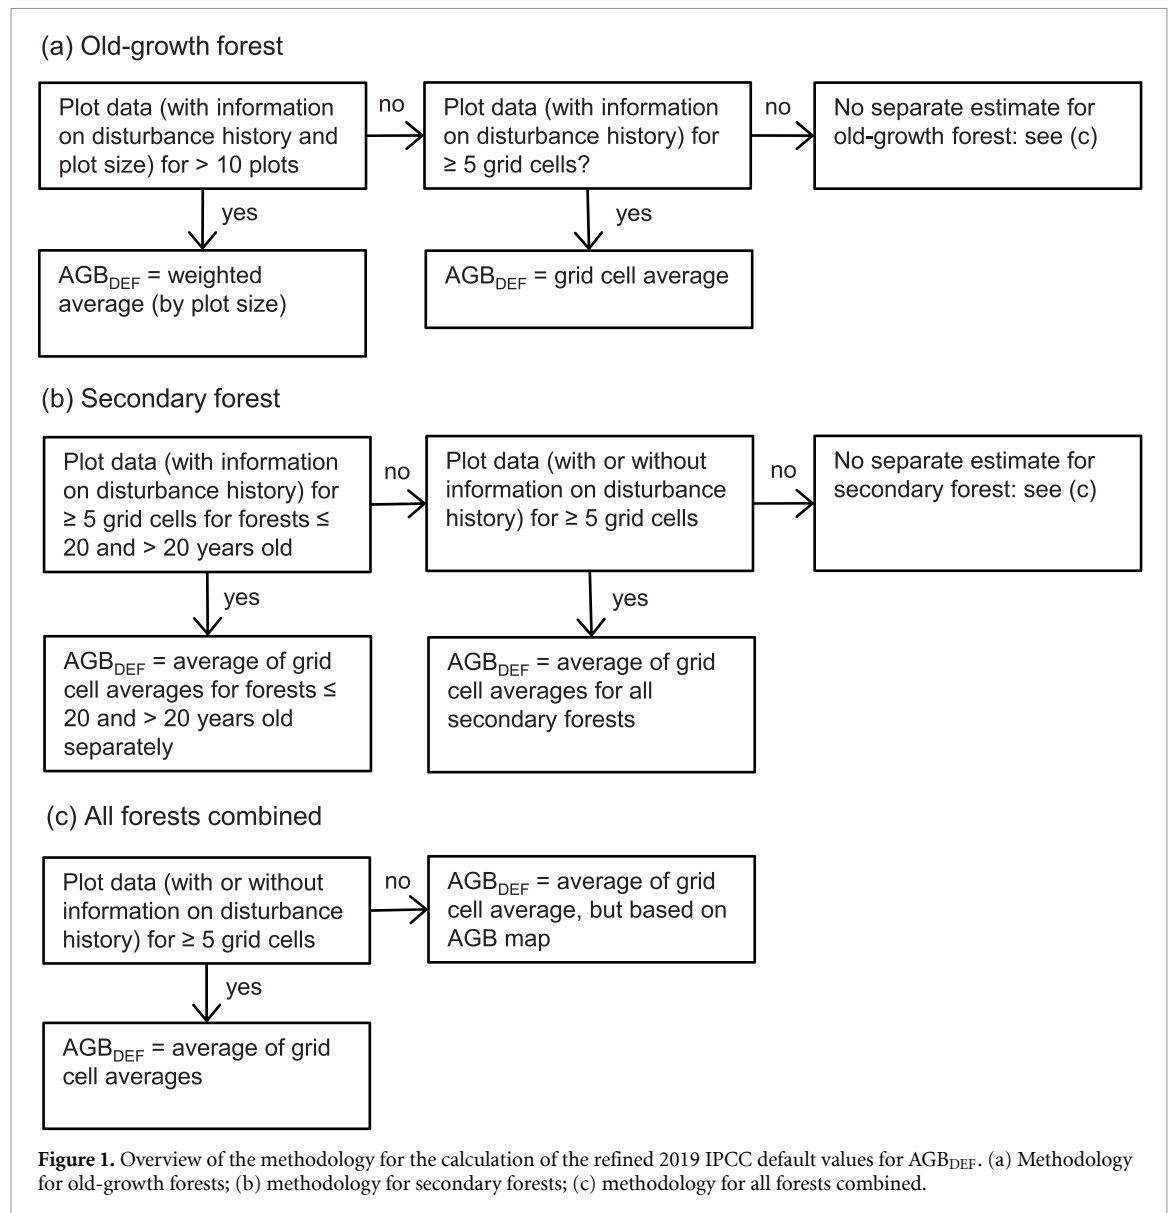 (a) Old-growth forest
Plot data (with information
on disturbance history and
plot size) for > 10 plots
no
Plot data (with information
on disturbance history) for
≥ 5 grid cells?
no
No separate estimate for
old-growth forest: see (c)
yes
yes
AGBDEF = weighted
average (by plot size)
AGBDEF = grid cell average
(b) Secondary forest
Plot data (with information
on disturbance history) for
≥ 5 grid cells for forests ≤
20 and > 20 years old
no
Plot data (with or without
information on disturbance
history) for ≥ 5 grid cells
no
No separate estimate for
secondary forest: see (c)
yes
yes
AGBDEF = average of grid
cell averages for forests ≤
20 and > 20 years old
separately
AGBDEF = average of grid
cell averages for all
secondary forests
(c) All forests combined
Plot data (with or without
information on disturbance
history) for ≥ 5 grid cells
no
AGBDEF = average of grid
cell average, but based on
AGB map
yes
AGBDEF = average of grid
cell averages
Figure 1. Overview of the methodology for the calculation of the refined 2019 IPCC default values for AGBDEF. (a) Methodology
for old-growth forests; (b) methodology for secondary forests; (c) methodology for all forests combined.